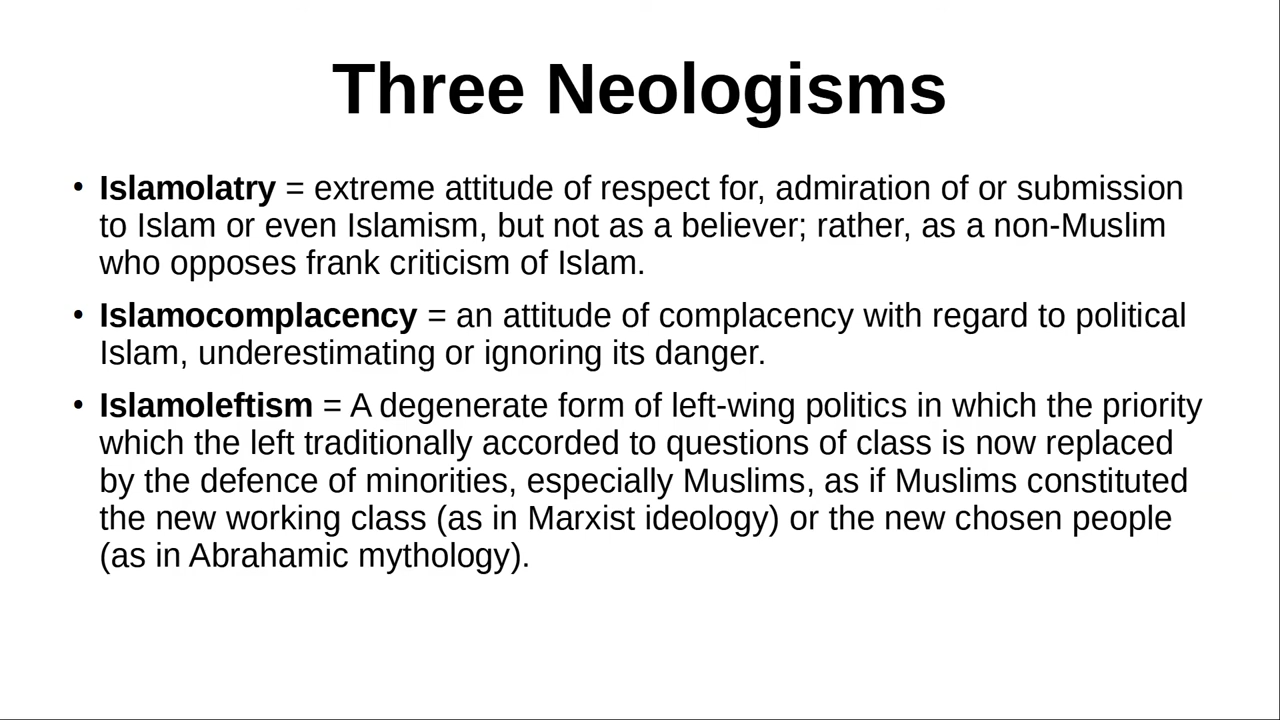 Three Neologisms
• Islamolatry = extreme attitude of respect for, admiration of or submission
to Islam or even Islamism, but not as a believer; rather, as a non-Muslim
who opposes frank criticism of Islam.
• Islamocomplacency = an attitude of complacency with regard to political
Islam, underestimating or ignoring its danger.
• Islamoleftism = A degenerate form of left-wing politics in which the priority
which the left traditionally accorded to questions of class is now replaced
by the defence of minorities, especially Muslims, as if Muslims constituted
the new working class (as in Marxist ideology) or the new chosen people
(as in Abrahamic mythology).